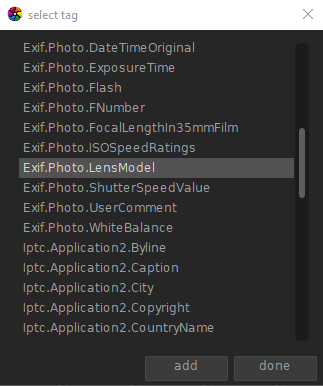 select tag
Exif.Photo.DateTimeOriginal
Exif.Photo.ExposureTime
Exif.Photo.Flash
Exif.Photo.FNumber
Exif.Photo.FocalLengthIn35mmFilm
Exif.Photo.ISOSpeedRatings
Exif.Photo.LensModel
Exif.Photo.ShutterSpeedValue
Exif.Photo.UserComment
Exif.Photo.WhiteBalance
Iptc.Application2.Byline
Iptc.Application2.Caption
Iptc.Application2.City
Iptc.Application2.Copyright
Iptc.Application2.CountryName
add done